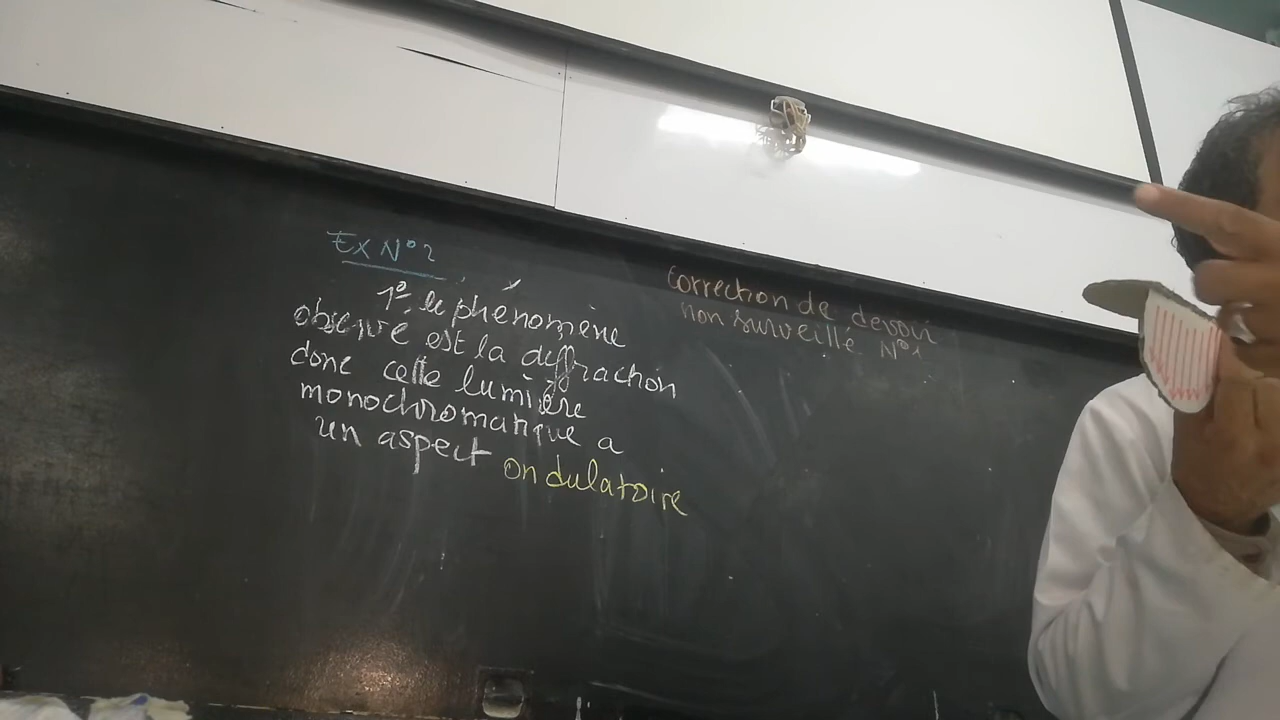 Ex N°2
1°- le phénomène
observé est la diffraction
donc cette lumière
monochromatique a
un aspect ondulatoire
Correction de devoir
non surveillé N°1